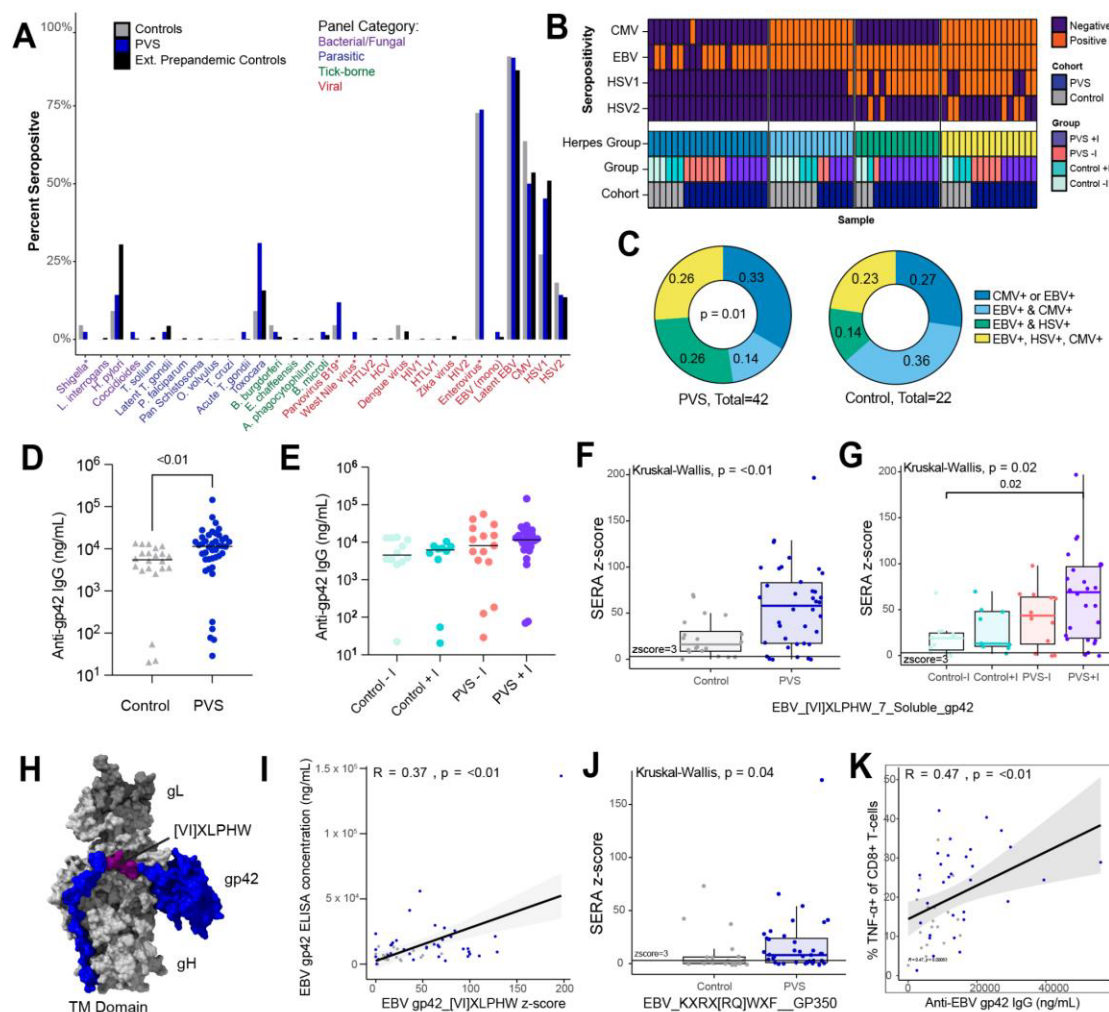 A
100%
75%
50%
25%
0%
Percent Seropositve
Controls
PVS
Ext. Prepandemic Controls
Panel Category:
Bacterial/Fungal
Parasitic
Tick-borne
Viral
Shigella*
L. interrogans
H. pylori
Coccidioides
T. solium
Latent T. gondii
P. falciparum
Pan Schistosoma
O. volvulus
T. cruzi
Acute T. gondii
Toxocara
B. burgdorferi
E. chaffeensis
A. phagocytophilum
B. microti
Parvovirus B19*
West Nile virus*
HTLV2
HCV
Dengue virus
HIV1
HTLV1
Zika virus
HIV2
Enterovirus*
EBV (mono)
Latent EBV
CMV
HSV1
HSV2
B
Seropositivity
CMV
EBV
HSV1
HSV2
Herpes Group
Group
Cohort
Sample
Negative
Positive
Cohort
PVS
Control
Group
PVS +I
PVS -I
Control +I
Control -I
C
0.26
0.33
p = 0.01
0.26
0.14
PVS, Total=42
0.23
0.27
0.14
0.36
Control, Total=22
CMV+ or EBV+
EBV+ & CMV+
EBV+ & HSV+
EBV+, HSV+, CMV+
D
<0.01
Anti-gp42 IgG (ng/mL)
10⁶
10⁵
10⁴
10³
10²
10¹
Control
PVS
E
Anti-gp42 IgG (ng/mL)
10⁶
10⁵
10⁴
10³
10²
10¹
Control - I
Control + I
PVS - I
PVS + I
F
Kruskal-Wallis, p = <0.01
SERA z-score
200
150
100
50
0
zscore=3
Control
PVS
G
Kruskal-Wallis, p = 0.02
0.02
SERA z-score
200
150
100
50
0
zscore=3
Control-I
Control+I
PVS-I
PVS+I
EBV_[VI]XLPHW_7_Soluble_gp42
H
gL
[VI]XLPHW
gp42
gH
TM Domain
I
R = 0.37 , p = <0.01
EBV gp42 ELISA concentration (ng/mL)
1.5 x 10⁵
1 x 10⁵
5x10⁴
0
0
50
100
150
200
EBV gp42_[VI]XLPHW z-score
J
Kruskal-Wallis, p = 0.04
SERA z-score
200
150
100
50
0
zscore=3
Control
PVS
EBV_KXRX[RQ]WXF__GP350
K
R = 0.47 , p = <0.01
% TNF-α+ of CD8+ T-cells
50
40
30
20
10
0
0
20000
40000
Anti-EBV gp42 IgG (ng/mL)